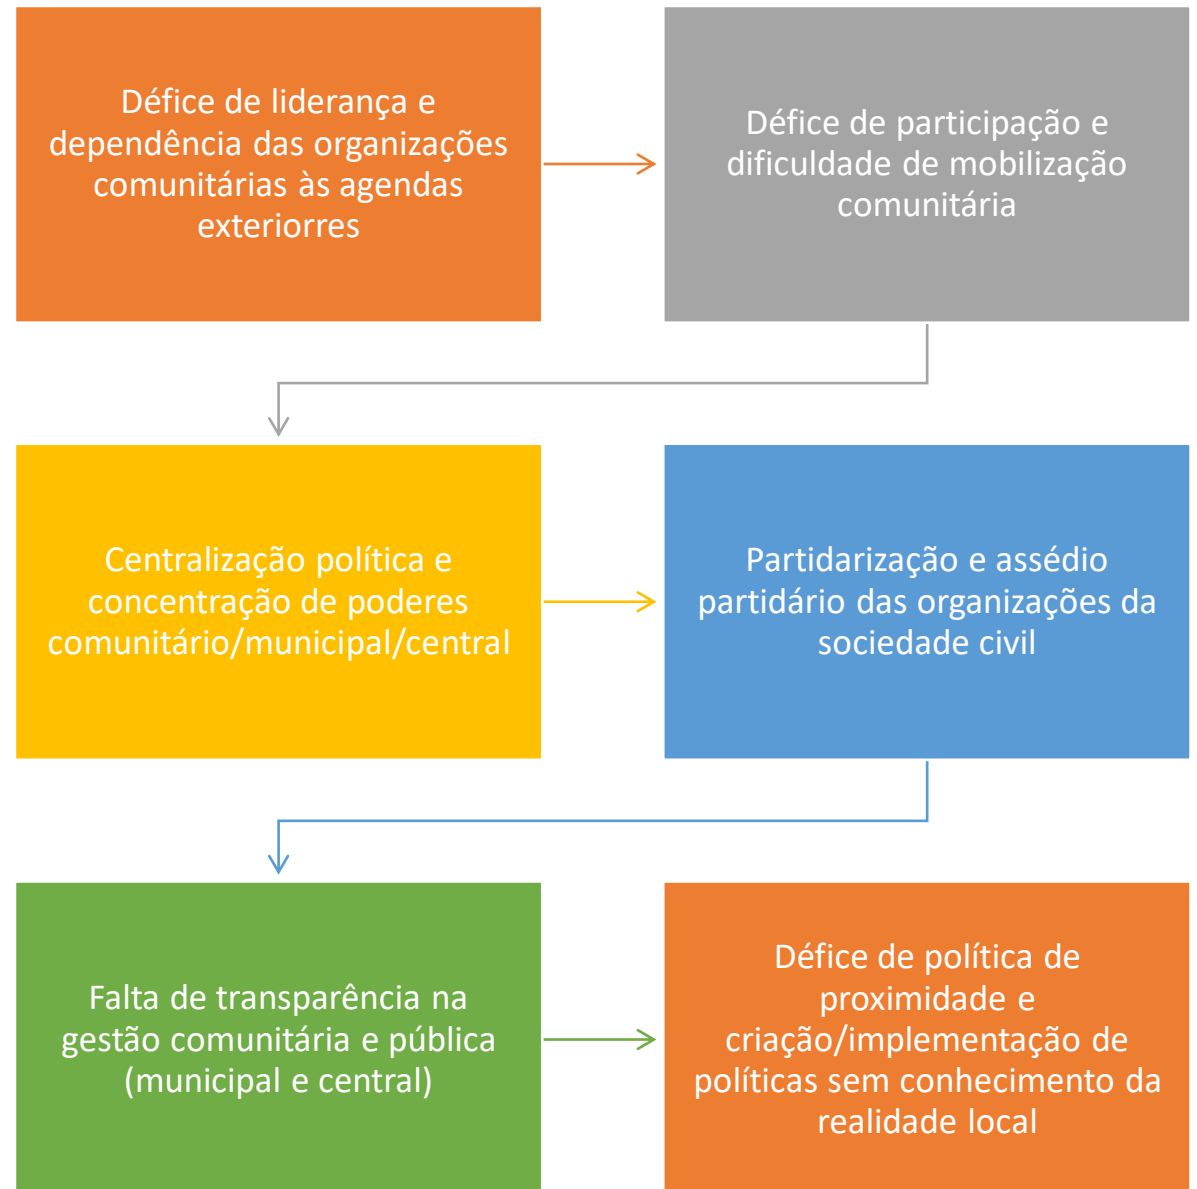 Défice de liderança e
dependência das organizações
comunitárias às agendas
exteriorres
Défice de participação e
dificuldade de mobilização
comunitária
Centralização política e
concentração de poderes
comunitário/municipal/central
Partidarização e assédio
partidário das organizações da
sociedade civil
Falta de transparência na
gestão comunitária e pública
(municipal e central)
Défice de política de
proximidade e
criação/implementação de
políticas sem conhecimento da
realidade local